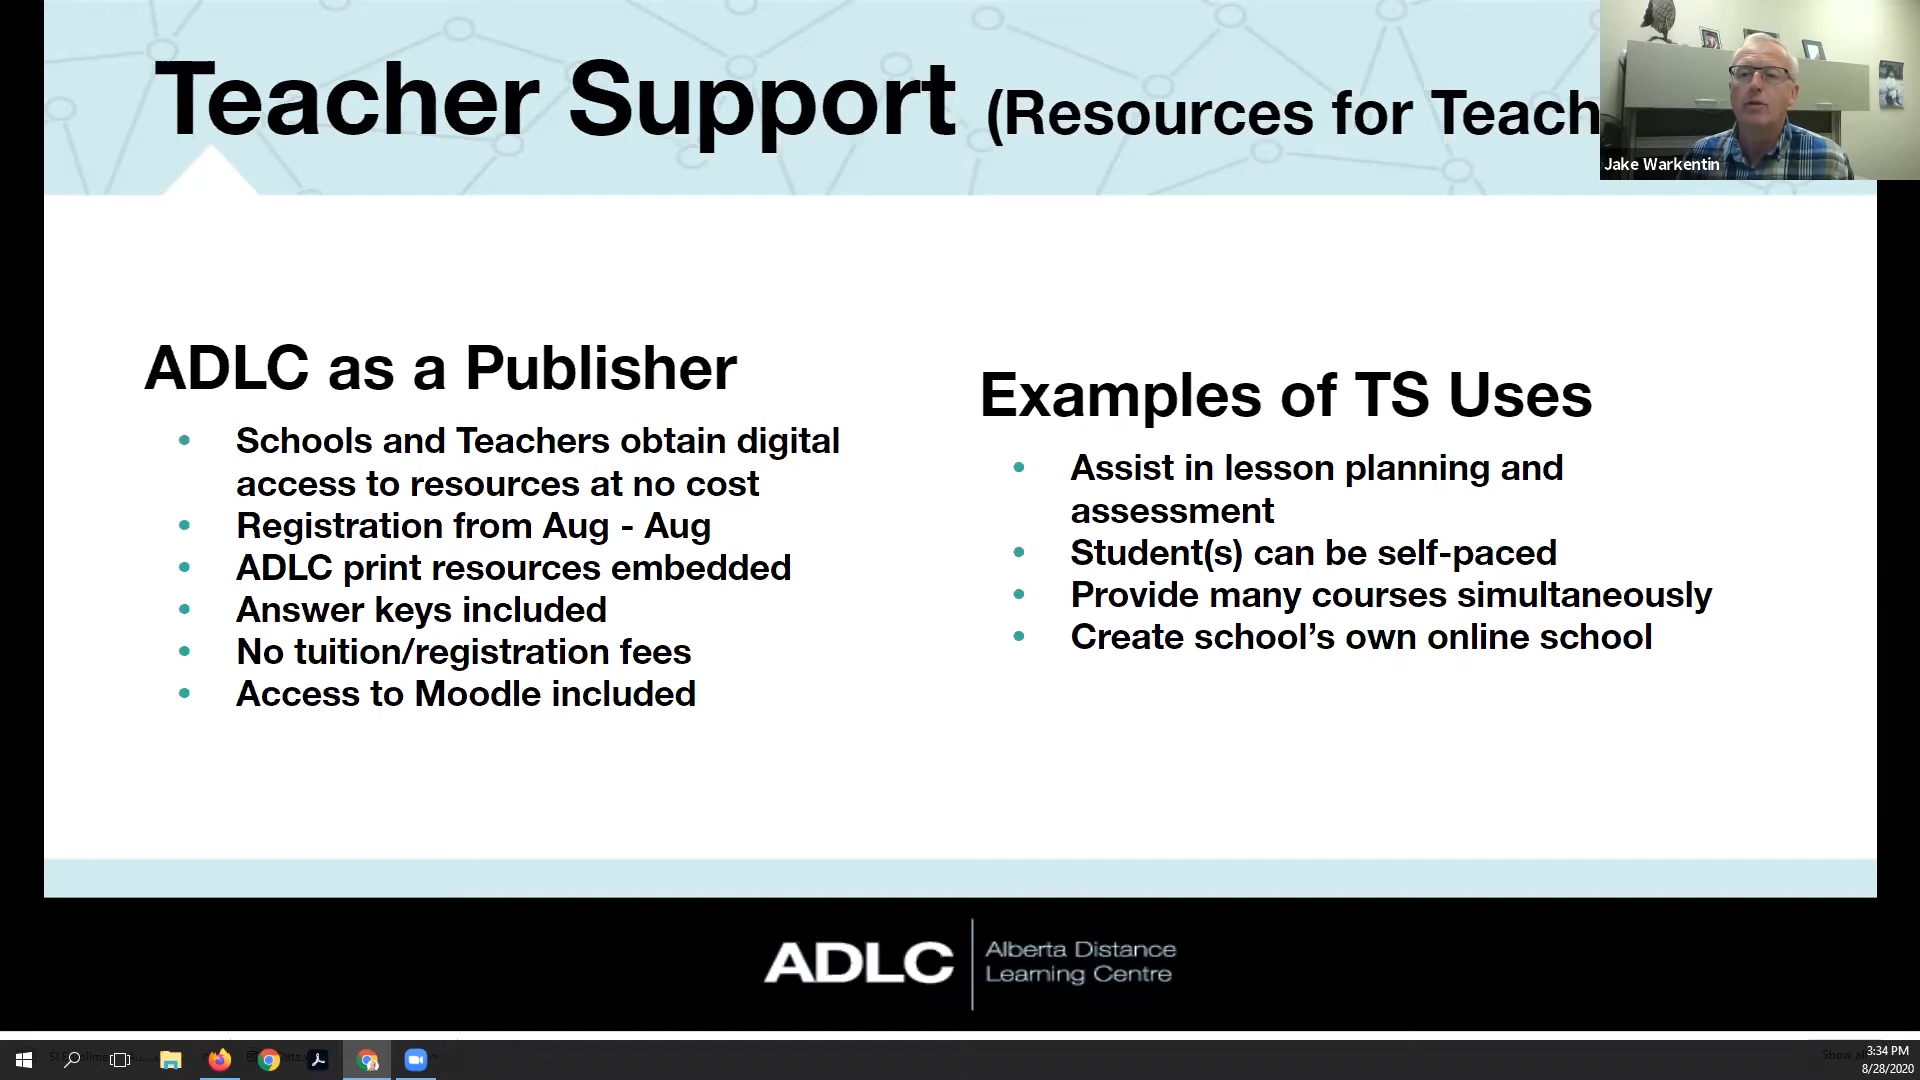 Teacher Support (Resources for Teach
Jake Warkentin
ADLC as a Publisher
• Schools and Teachers obtain digital
access to resources at no cost
• Registration from Aug - Aug
• ADLC print resources embedded
• Answer keys included
• No tuition/registration fees
• Access to Moodle included
Examples of TS Uses
• Assist in lesson planning and
assessment
• Student(s) can be self-paced
• Provide many courses simultaneously
• Create school’s own online school
ADLC
Alberta Distance
Learning Centre
3:34 PM
8/28/2020